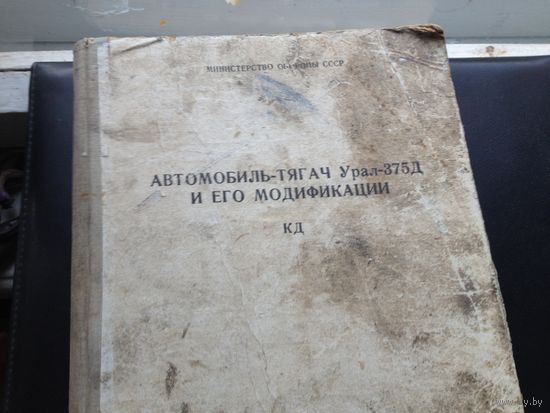 МИНИСТЕРСТВО ОБОРОНЫ СССР
АВТОМОБИЛЬ-ТЯГАЧ Урал-375Д
И ЕГО МОДИФИКАЦИИ
КД